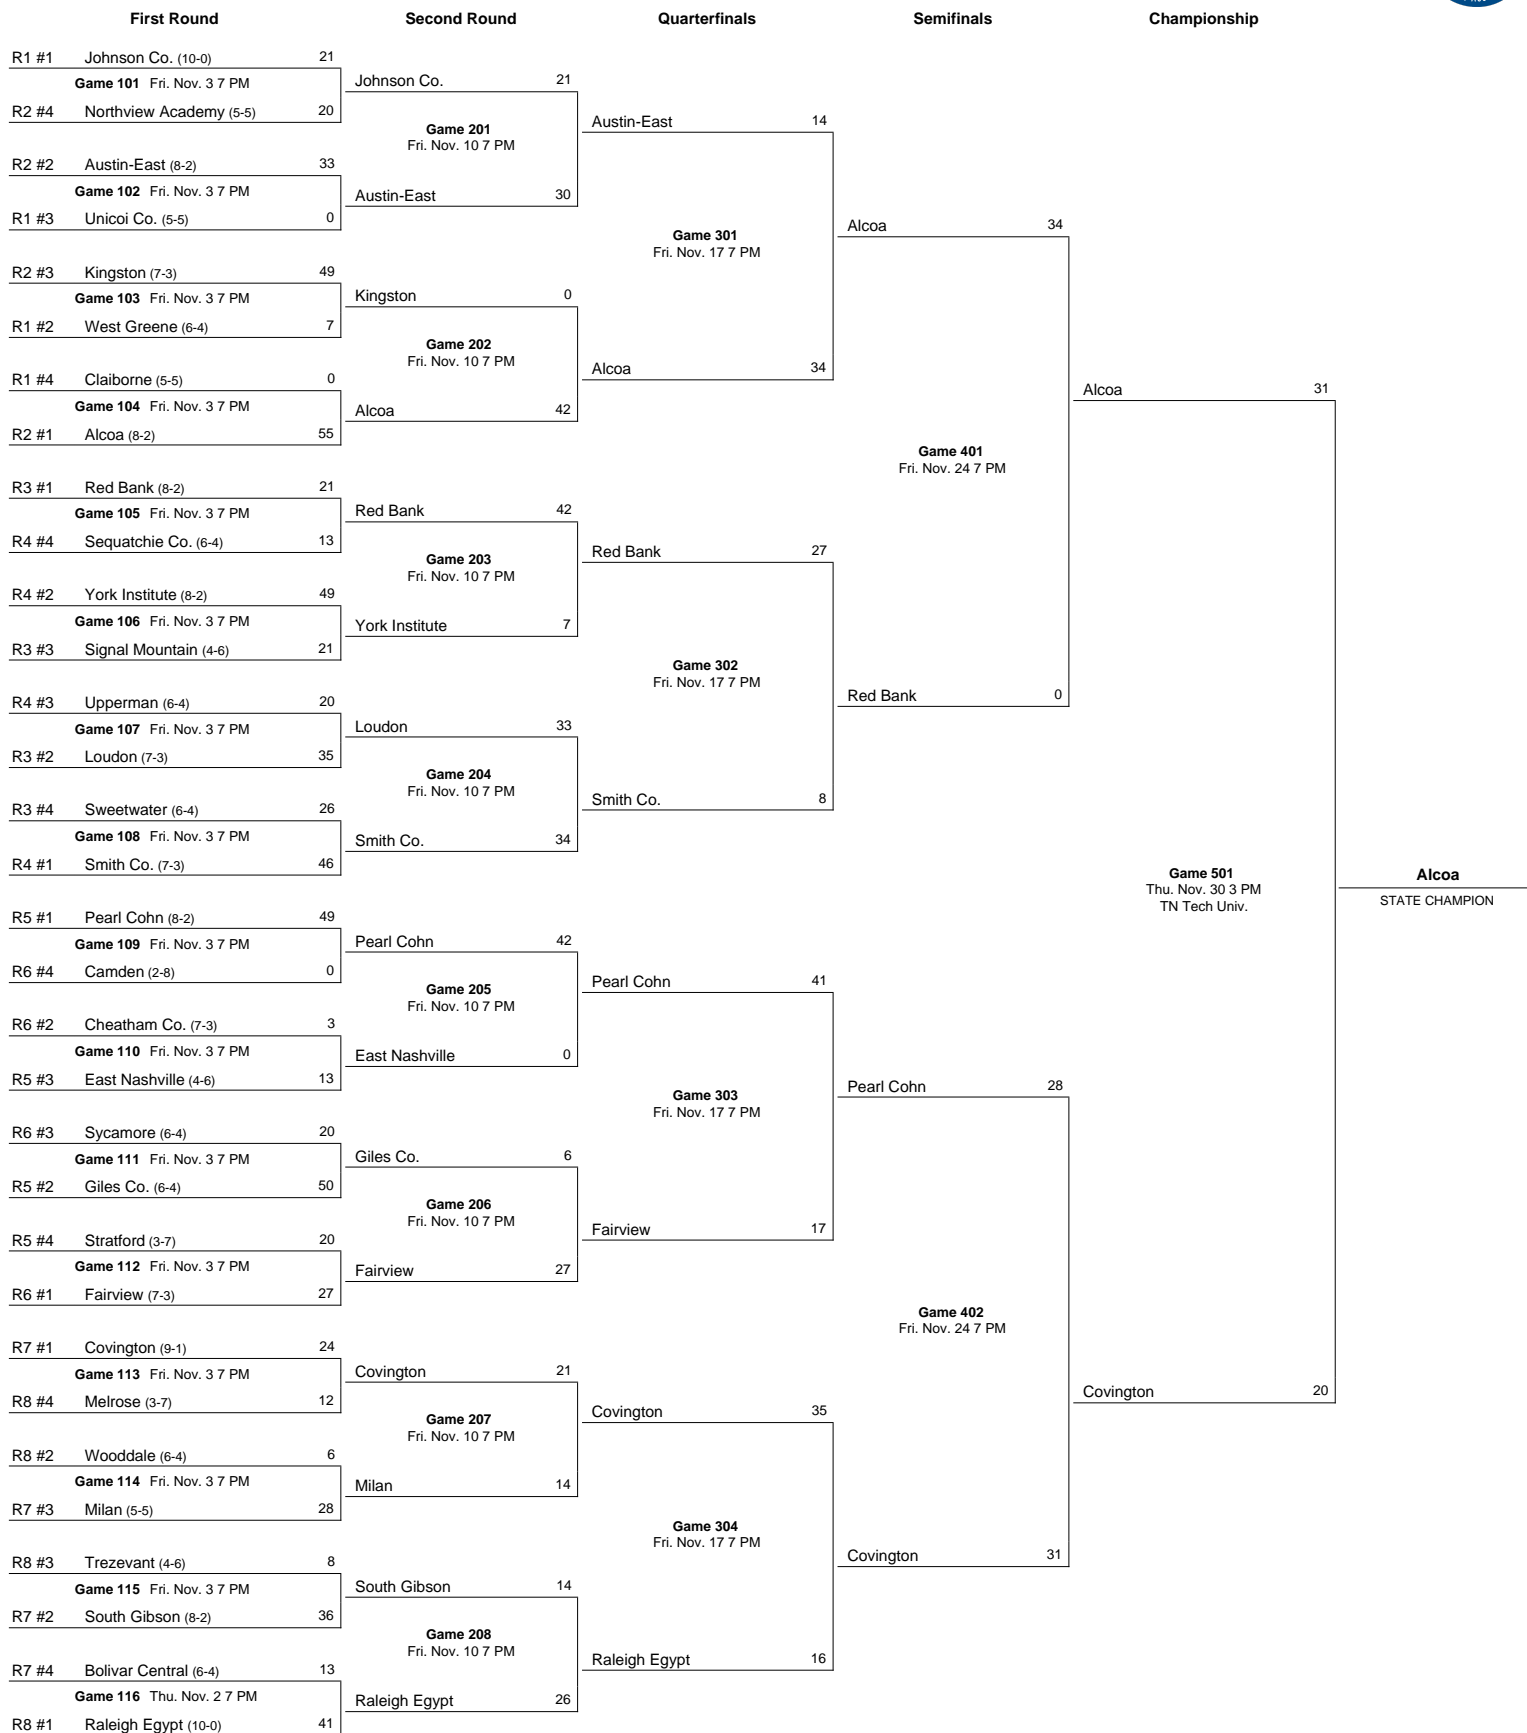 First Round Second Round Quarterfinals Semifinals Championship
R1 #1 Johnson Co. (10-0) 21
Game 101 Fri. Nov. 3 7 PM
R2 #4 Northview Academy (5-5) 20
R2 #2 Austin-East (8-2) 33
Game 102 Fri. Nov. 3 7 PM
R1 #3 Unicoi Co. (5-5) 0
R2 #3 Kingston (7-3) 49
Game 103 Fri. Nov. 3 7 PM
R1 #2 West Greene (6-4) 7
R1 #4 Claiborne (5-5) 0
Game 104 Fri. Nov. 3 7 PM
R2 #1 Alcoa (8-2) 55
R3 #1 Red Bank (8-2) 21
Game 105 Fri. Nov. 3 7 PM
R4 #4 Sequatchie Co. (6-4) 13
R4 #2 York Institute (8-2) 49
Game 106 Fri. Nov. 3 7 PM
R3 #3 Signal Mountain (4-6) 21
R4 #3 Upperman (6-4) 20
Game 107 Fri. Nov. 3 7 PM
R3 #2 Loudon (7-3) 35
R3 #4 Sweetwater (6-4) 26
Game 108 Fri. Nov. 3 7 PM
R4 #1 Smith Co. (7-3) 46
R5 #1 Pearl Cohn (8-2) 49
Game 109 Fri. Nov. 3 7 PM
R6 #4 Camden (2-8) 0
R6 #2 Cheatham Co. (7-3) 3
Game 110 Fri. Nov. 3 7 PM
R5 #3 East Nashville (4-6) 13
R6 #3 Sycamore (6-4) 20
Game 111 Fri. Nov. 3 7 PM
R5 #2 Giles Co. (6-4) 50
R5 #4 Stratford (3-7) 20
Game 112 Fri. Nov. 3 7 PM
R6 #1 Fairview (7-3) 27
R7 #1 Covington (9-1) 24
Game 113 Fri. Nov. 3 7 PM
R8 #4 Melrose (3-7) 12
R8 #2 Wooddale (6-4) 6
Game 114 Fri. Nov. 3 7 PM
R7 #3 Milan (5-5) 28
R8 #3 Trezevant (4-6) 8
Game 115 Fri. Nov. 3 7 PM
R7 #2 South Gibson (8-2) 36
R7 #4 Bolivar Central (6-4) 13
Game 116 Thu. Nov. 2 7 PM
R8 #1 Raleigh Egypt (10-0) 41
Johnson Co. 21
Game 201
Fri. Nov. 10 7 PM
Austin-East 30
Kingston 0
Game 202
Fri. Nov. 10 7 PM
Alcoa 42
Red Bank 42
Game 203
Fri. Nov. 10 7 PM
York Institute 7
Loudon 33
Game 204
Fri. Nov. 10 7 PM
Smith Co. 34
Pearl Cohn 42
Game 205
Fri. Nov. 10 7 PM
East Nashville 0
Giles Co. 6
Game 206
Fri. Nov. 10 7 PM
Fairview 27
Covington 21
Game 207
Fri. Nov. 10 7 PM
Milan 14
South Gibson 14
Game 208
Fri. Nov. 10 7 PM
Raleigh Egypt 26
Austin-East 14
Game 301
Fri. Nov. 17 7 PM
Alcoa 34
Red Bank 27
Game 302
Fri. Nov. 17 7 PM
Smith Co. 8
Pearl Cohn 41
Game 303
Fri. Nov. 17 7 PM
Fairview 17
Covington 35
Game 304
Fri. Nov. 17 7 PM
Raleigh Egypt 16
Alcoa 34
Game 401
Fri. Nov. 24 7 PM
Red Bank 0
Pearl Cohn 28
Game 402
Fri. Nov. 24 7 PM
Covington 31
Alcoa 31
Game 501
Thu. Nov. 30 3 PM
TN Tech Univ.
Covington 20
Alcoa
STATE CHAMPION